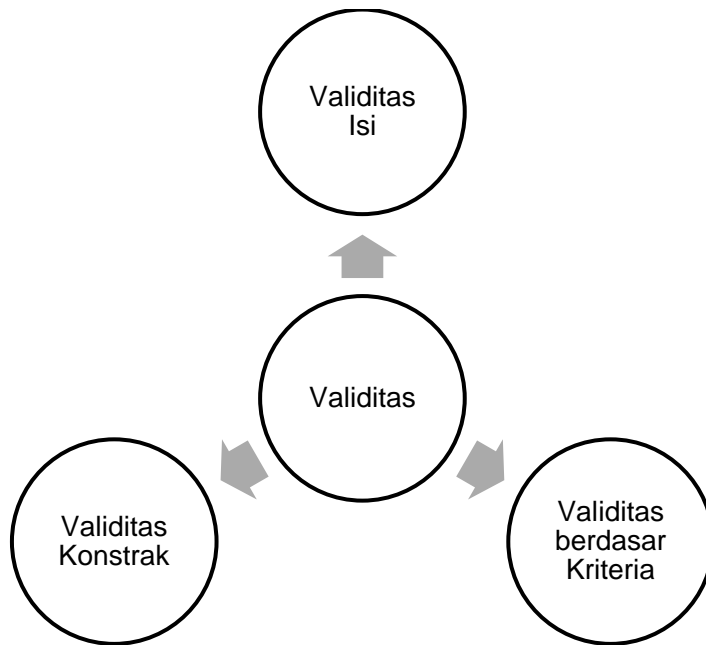 Validitas
Isi
Validitas
Validitas
Konstrak
Validitas
berdasar
Kriteria